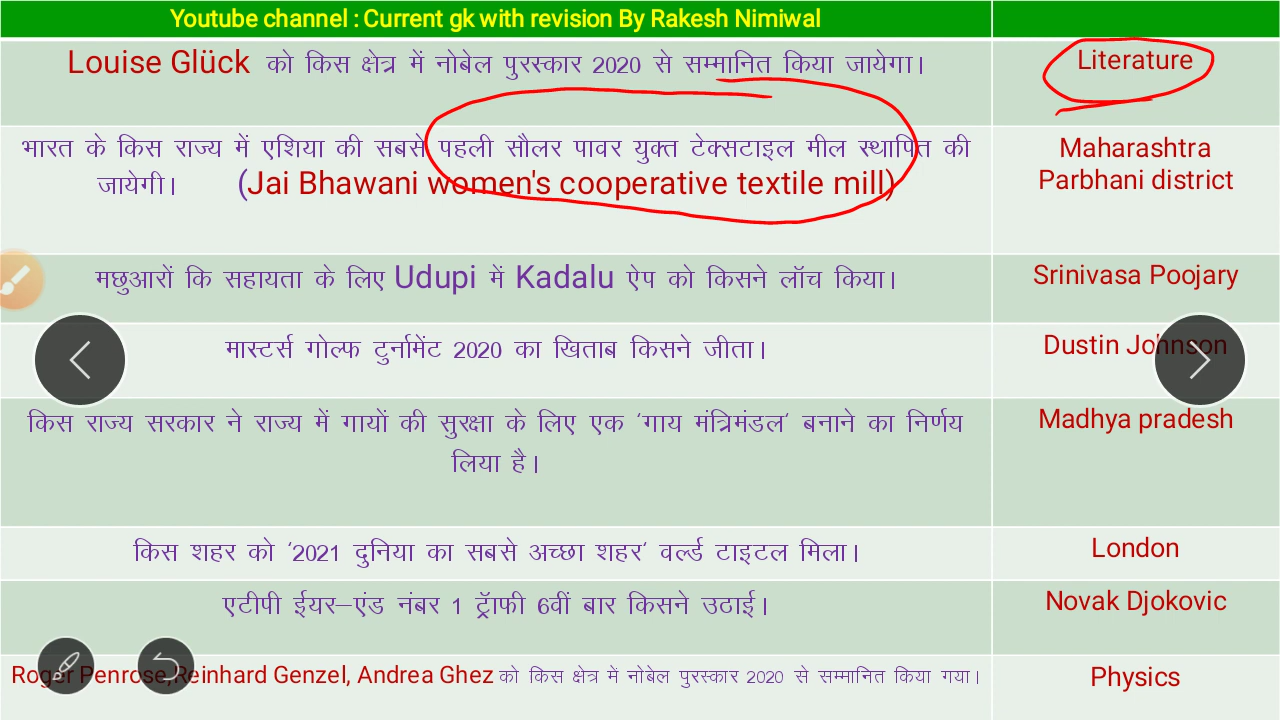 Youtube channel : Current gk with revision By Rakesh Nimiwal
Louise Glück को किस क्षेत्र में नोबेल पुरस्कार 2020 से सम्मानित किया जायेगा।
Literature
भारत के किस राज्य में एशिया की सबसे पहली सौलर पावर युक्त टेक्सटाइल मील स्थापित की
जायेगी। (Jai Bhawani women's cooperative textile mill)
Maharashtra
Parbhani district
मछुआरों कि सहायता के लिए Udupi में Kadalu ऐप को किसने लॉच किया।
Srinivasa Poojary
मास्टर्स गोल्फ टुर्नामेंट 2020 का खिताब किसने जीता।
Dustin Johnson
किस राज्य सरकार ने राज्य में गायों की सुरक्षा के लिए एक 'गाय मंत्रिमंडल' बनाने का निर्णय
लिया है।
Madhya pradesh
किस शहर को '2021 दुनिया का सबसे अच्छा शहर' वर्ल्ड टाइटल मिला।
London
एटीपी ईयर–एंड नंबर 1 ट्रॉफी 6वीं बार किसने उठाई।
Novak Djokovic
Roger Penrose,Reinhard Genzel, Andrea Ghez को किस क्षेत्र में नोबेल पुरस्कार 2020 से सम्मानित किया गया।
Physics